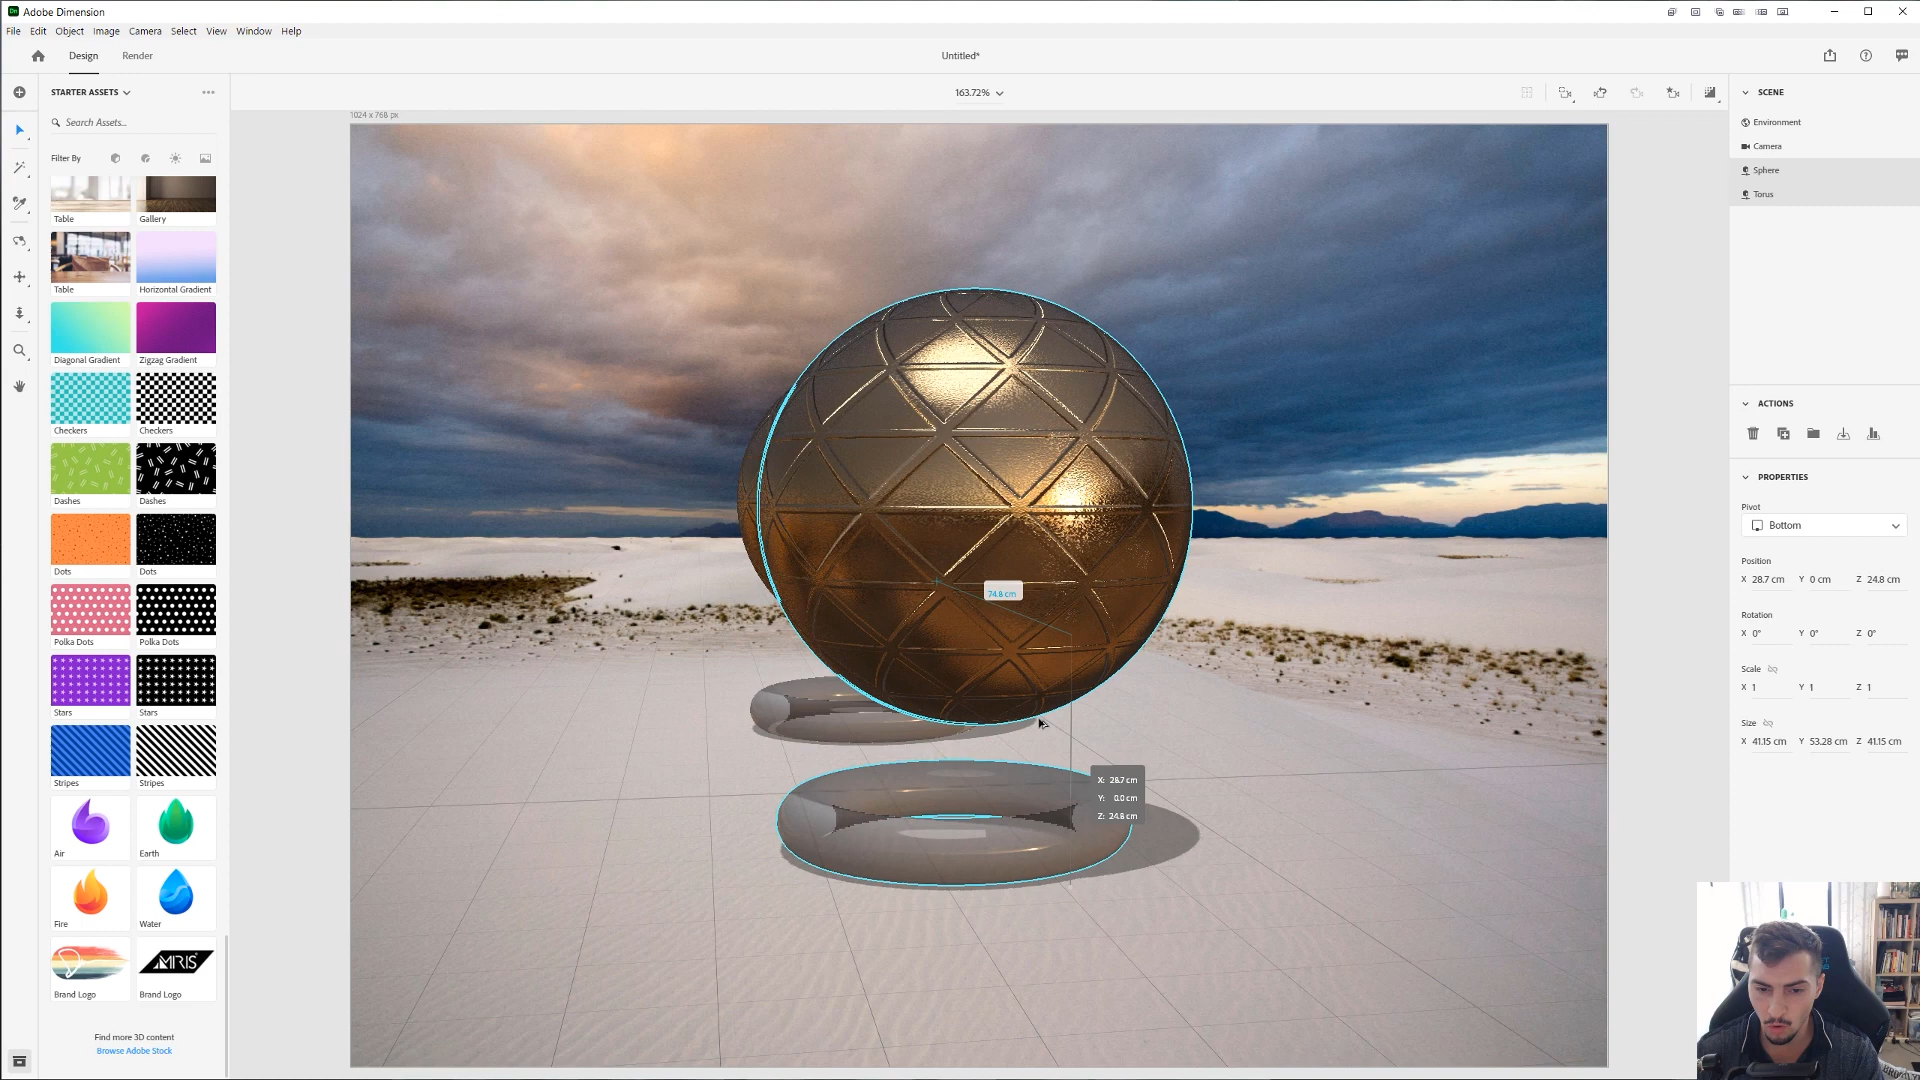 Adobe Dimension
File Edit Object Image Camera Select View Window Help
Design Render
Untitled*
STARTER ASSETS
163.72%
1024 x 768 px
Search Assets...
Filter By
Table Gallery
Table Horizontal Gradient
Diagonal Gradient Zigzag Gradient
Checkers Checkers
Dashes Dashes
Dots Dots
Polka Dots Polka Dots
Stars Stars
Stripes Stripes
Air Earth
Fire Water
MRIS
Brand Logo Brand Logo
Find more 3D content
Browse Adobe Stock
74.8 cm
X: 28.7 cm
Y: 0.0 cm
Z: 24.8 cm
SCENE
Environment
Camera
Sphere
Torus
ACTIONS
PROPERTIES
Pivot
Bottom
Position
X 28.7 cm Y 0 cm Z 24.8 cm
Rotation
X 0° Y 0° Z 0°
Scale
X 1 Y 1 Z 1
Size
X 41.15 cm Y 53.28 cm Z 41.15 cm